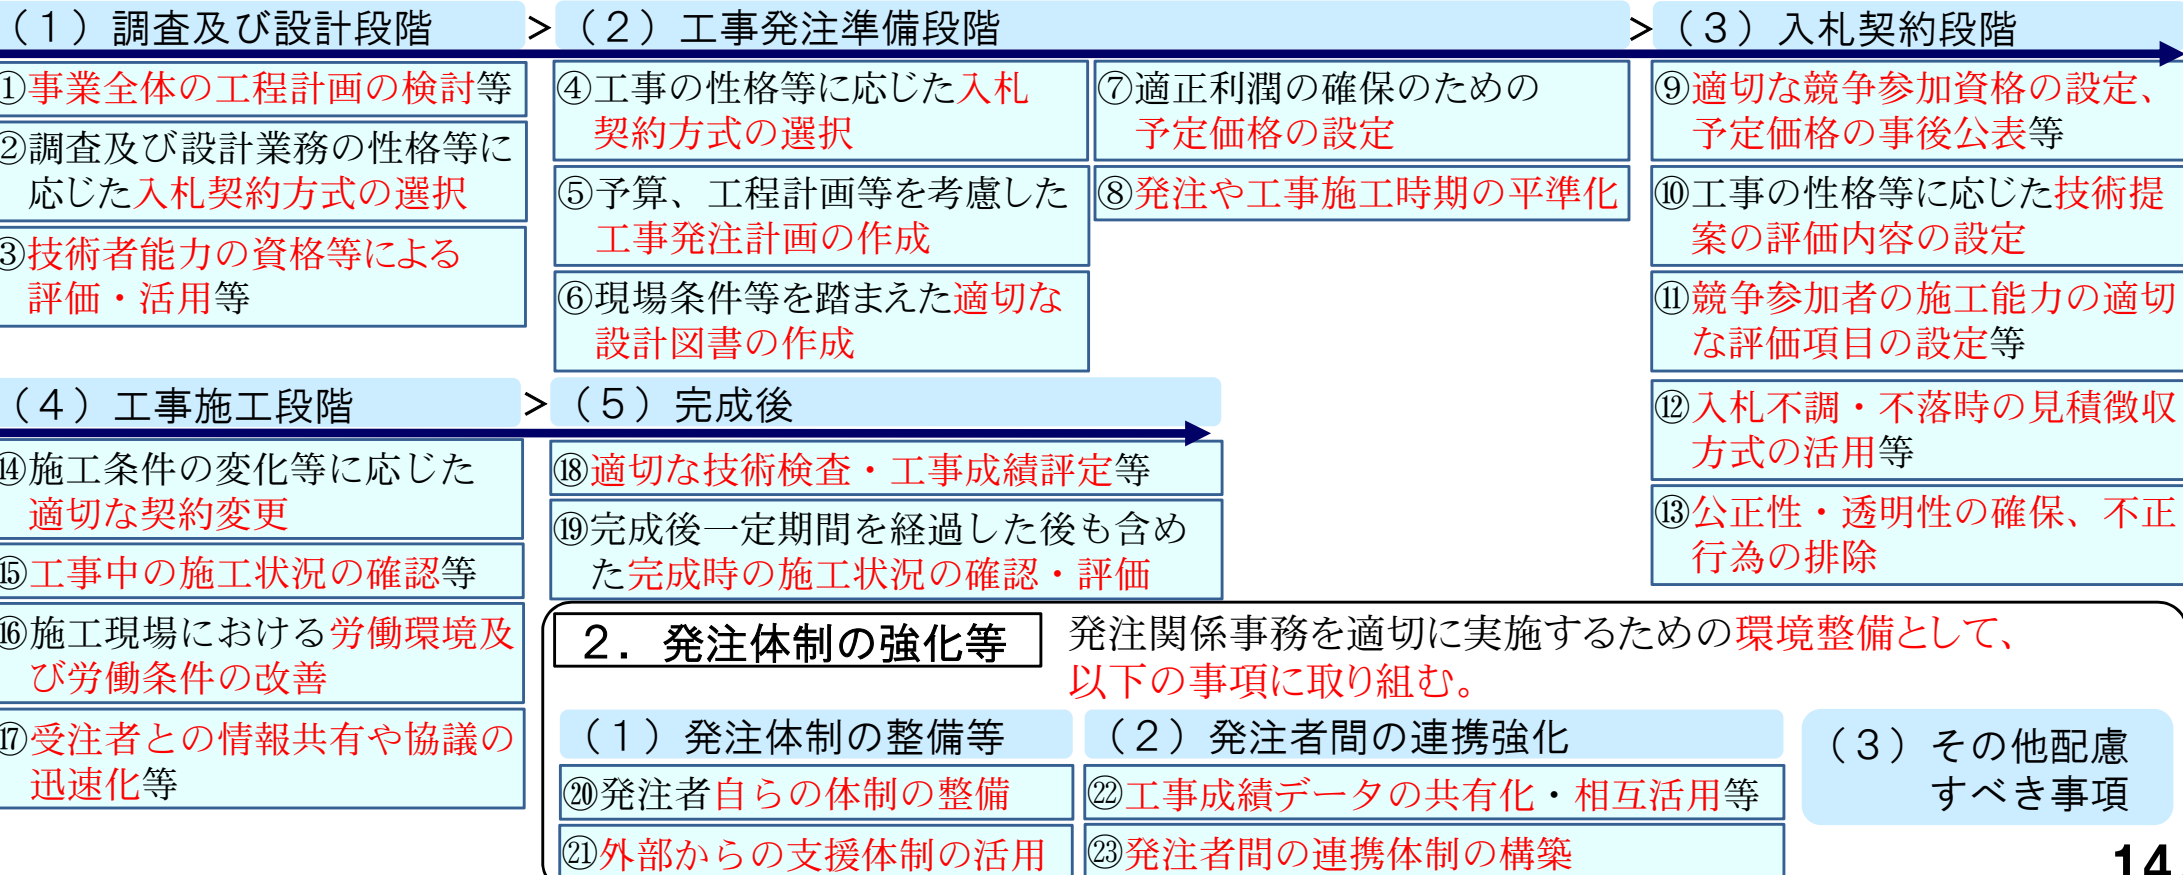 （１）調査及び設計段階
①事業全体の工程計画の検討等
②調査及び設計業務の性格等に
応じた入札契約方式の選択
③技術者能力の資格等による
評価・活用等
>
（２）工事発注準備段階
④工事の性格等に応じた入札
契約方式の選択
⑤予算、工程計画等を考慮した
工事発注計画の作成
⑥現場条件等を踏まえた適切な
設計図書の作成
⑦適正利潤の確保のための
予定価格の設定
⑧発注や工事施工時期の平準化
>
（３）入札契約段階
⑨適切な競争参加資格の設定、
予定価格の事後公表等
⑩工事の性格等に応じた技術提
案の評価内容の設定
⑪競争参加者の施工能力の適切
な評価項目の設定等
⑫入札不調・不落時の見積徴収
方式の活用等
⑬公正性・透明性の確保、不正
行為の排除
（４）工事施工段階
⑭施工条件の変化等に応じた
適切な契約変更
⑮工事中の施工状況の確認等
⑯施工現場における労働環境及
び労働条件の改善
⑰受注者との情報共有や協議の
迅速化等
>
（５）完成後
⑱適切な技術検査・工事成績評定等
⑲完成後一定期間を経過した後も含め
た完成時の施工状況の確認・評価
２．発注体制の強化等
発注関係事務を適切に実施するための環境整備として、
以下の事項に取り組む。
（１）発注体制の整備等
⑳発注者自らの体制の整備
㉑外部からの支援体制の活用
（２）発注者間の連携強化
㉒工事成績データの共有化・相互活用等
㉓発注者間の連携体制の構築
（３）その他配慮
すべき事項
14